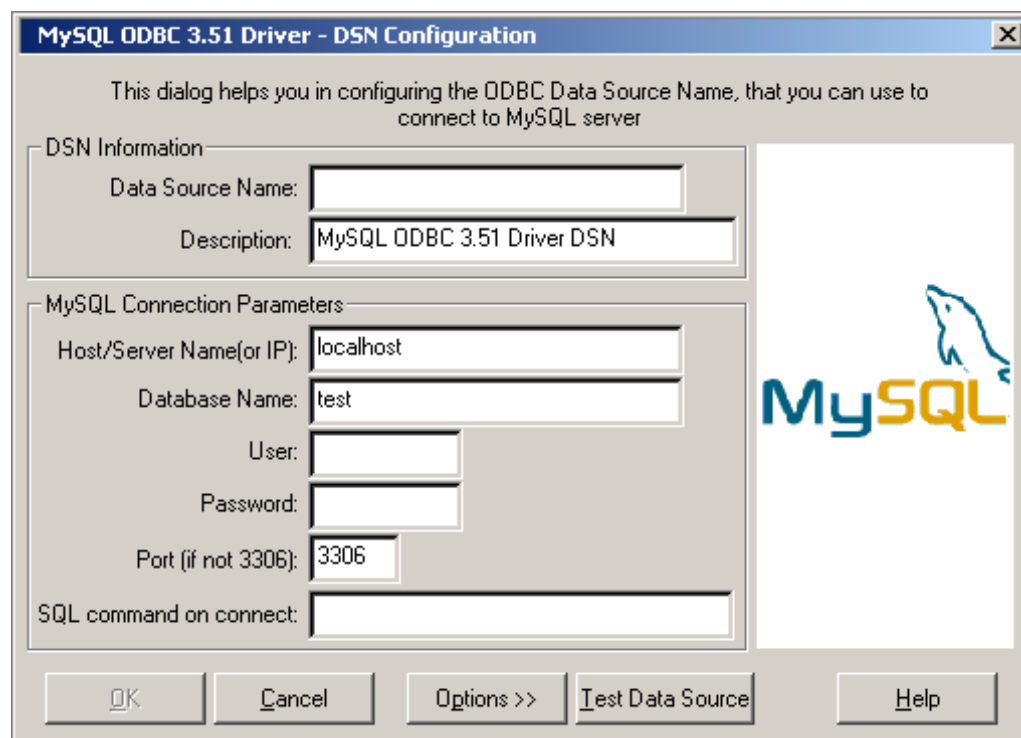 MySQL ODBC 3.51 Driver - DSN Configuration
This dialog helps you in configuring the ODBC Data Source Name, that you can use to
connect to MySQL server
DSN Information
Data Source Name:
Description: MySQL ODBC 3.51 Driver DSN
MySQL Connection Parameters
Host/Server Name(or IP): localhost
Database Name: test
User:
Password:
Port (if not 3306): 3306
SQL command on connect:
MySQL
OK Cancel Options >> Test Data Source Help